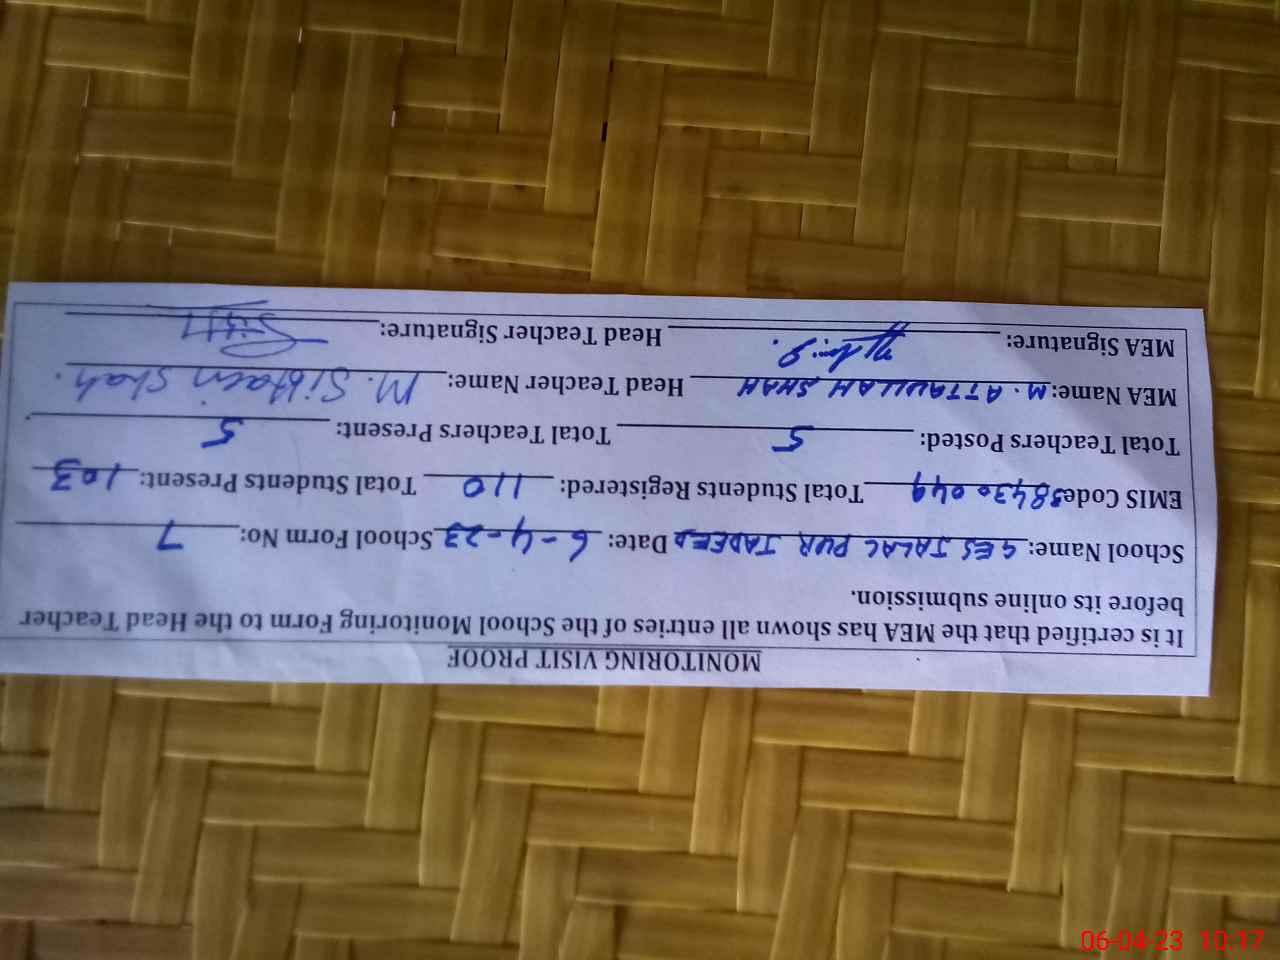 MONITORING VISIT PROOF
It is certified that the MEA has shown all entries of the School Monitoring Form to the Head Teacher
before its online submission.
School Name: GES JALAL PUR JADEED Date: 6-4-23 School Form No: 7
EMIS Code: 38430049 Total Students Registered: 110 Total Students Present: 103
Total Teachers Posted: 5 Total Teachers Present: 5
MEA Name: M. ATTAULLAH SHAH Head Teacher Name: M. Sibtain Shah.
MEA Signature: Head Teacher Signature:
06-04-23 10:17